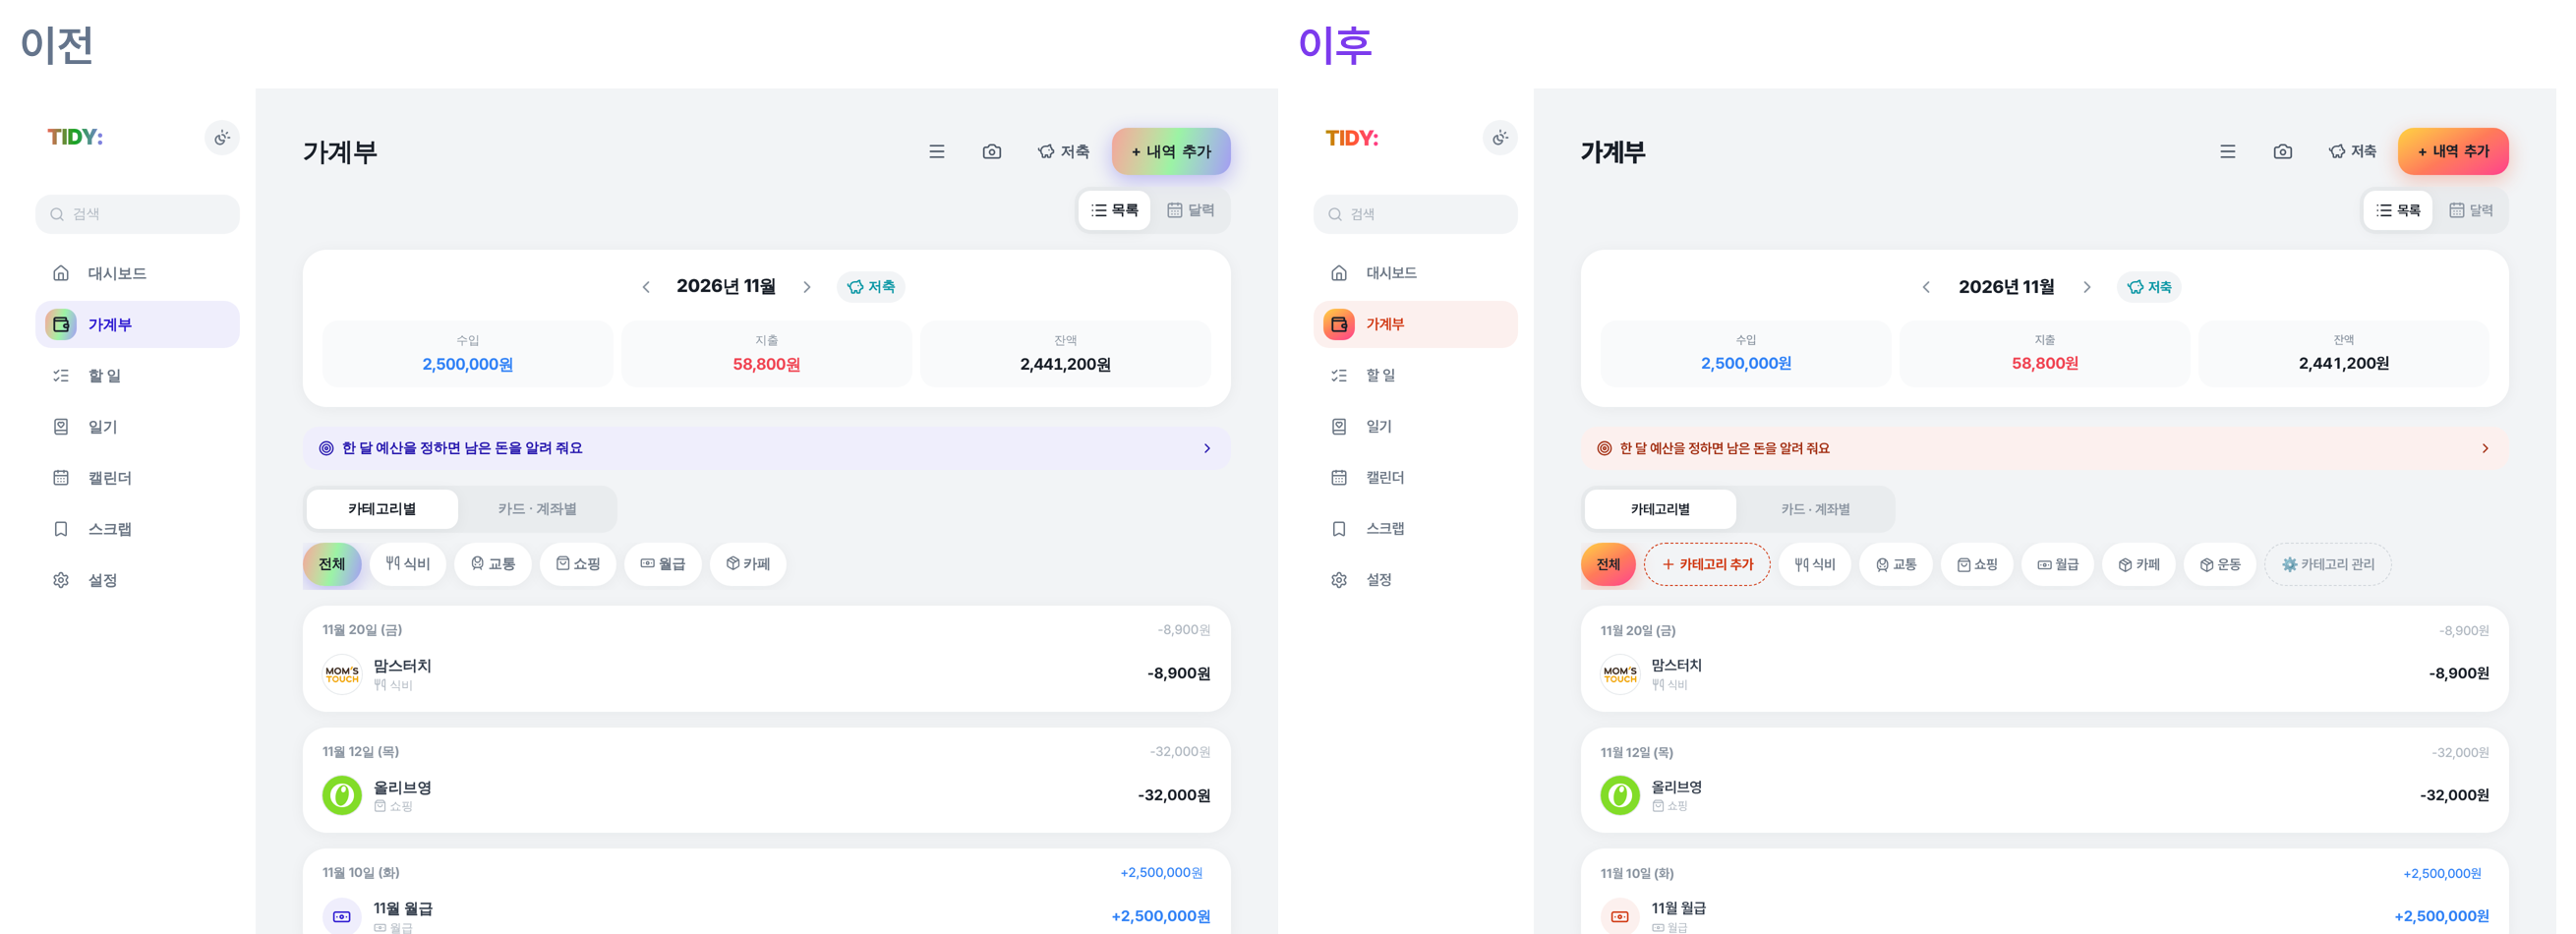 이전
TIDY:
검색
대시보드
가계부
할 일
일기
캘린더
스크랩
설정
가계부
저축
+ 내역 추가
목록
달력
2026년 11월
저축
수입
2,500,000원
지출
58,800원
잔액
2,441,200원
한 달 예산을 정하면 남은 돈을 알려 줘요
카테고리별
카드 · 계좌별
전체
식비
교통
쇼핑
월급
카페
11월 20일 (금)
-8,900원
MOM'S TOUCH
맘스터치
식비
-8,900원
11월 12일 (목)
-32,000원
올리브영
쇼핑
-32,000원
11월 10일 (화)
+2,500,000원
11월 월급
월급
+2,500,000원
이후
TIDY:
검색
대시보드
가계부
할 일
일기
캘린더
스크랩
설정
가계부
저축
+ 내역 추가
목록
달력
2026년 11월
저축
수입
2,500,000원
지출
58,800원
잔액
2,441,200원
한 달 예산을 정하면 남은 돈을 알려 줘요
카테고리별
카드 · 계좌별
전체
+ 카테고리 추가
식비
교통
쇼핑
월급
카페
운동
카테고리 관리
11월 20일 (금)
-8,900원
MOM'S TOUCH
맘스터치
식비
-8,900원
11월 12일 (목)
-32,000원
올리브영
쇼핑
-32,000원
11월 10일 (화)
+2,500,000원
11월 월급
월급
+2,500,000원